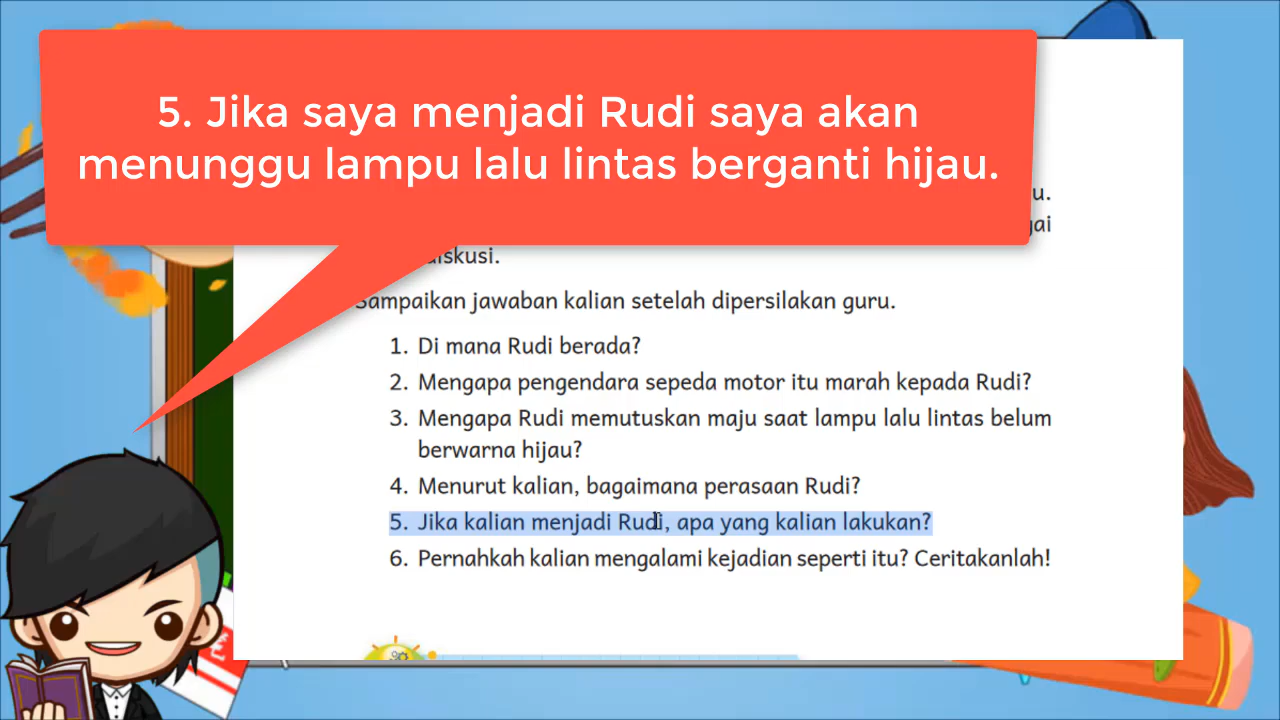 5. Jika saya menjadi Rudi saya akan
menunggu lampu lalu lintas berganti hijau.
diskusi.
Sampaikan jawaban kalian setelah dipersilakan guru.
1. Di mana Rudi berada?
2. Mengapa pengendara sepeda motor itu marah kepada Rudi?
3. Mengapa Rudi memutuskan maju saat lampu lalu lintas belum
berwarna hijau?
4. Menurut kalian, bagaimana perasaan Rudi?
5. Jika kalian menjadi Rudi, apa yang kalian lakukan?
6. Pernahkah kalian mengalami kejadian seperti itu? Ceritakanlah!